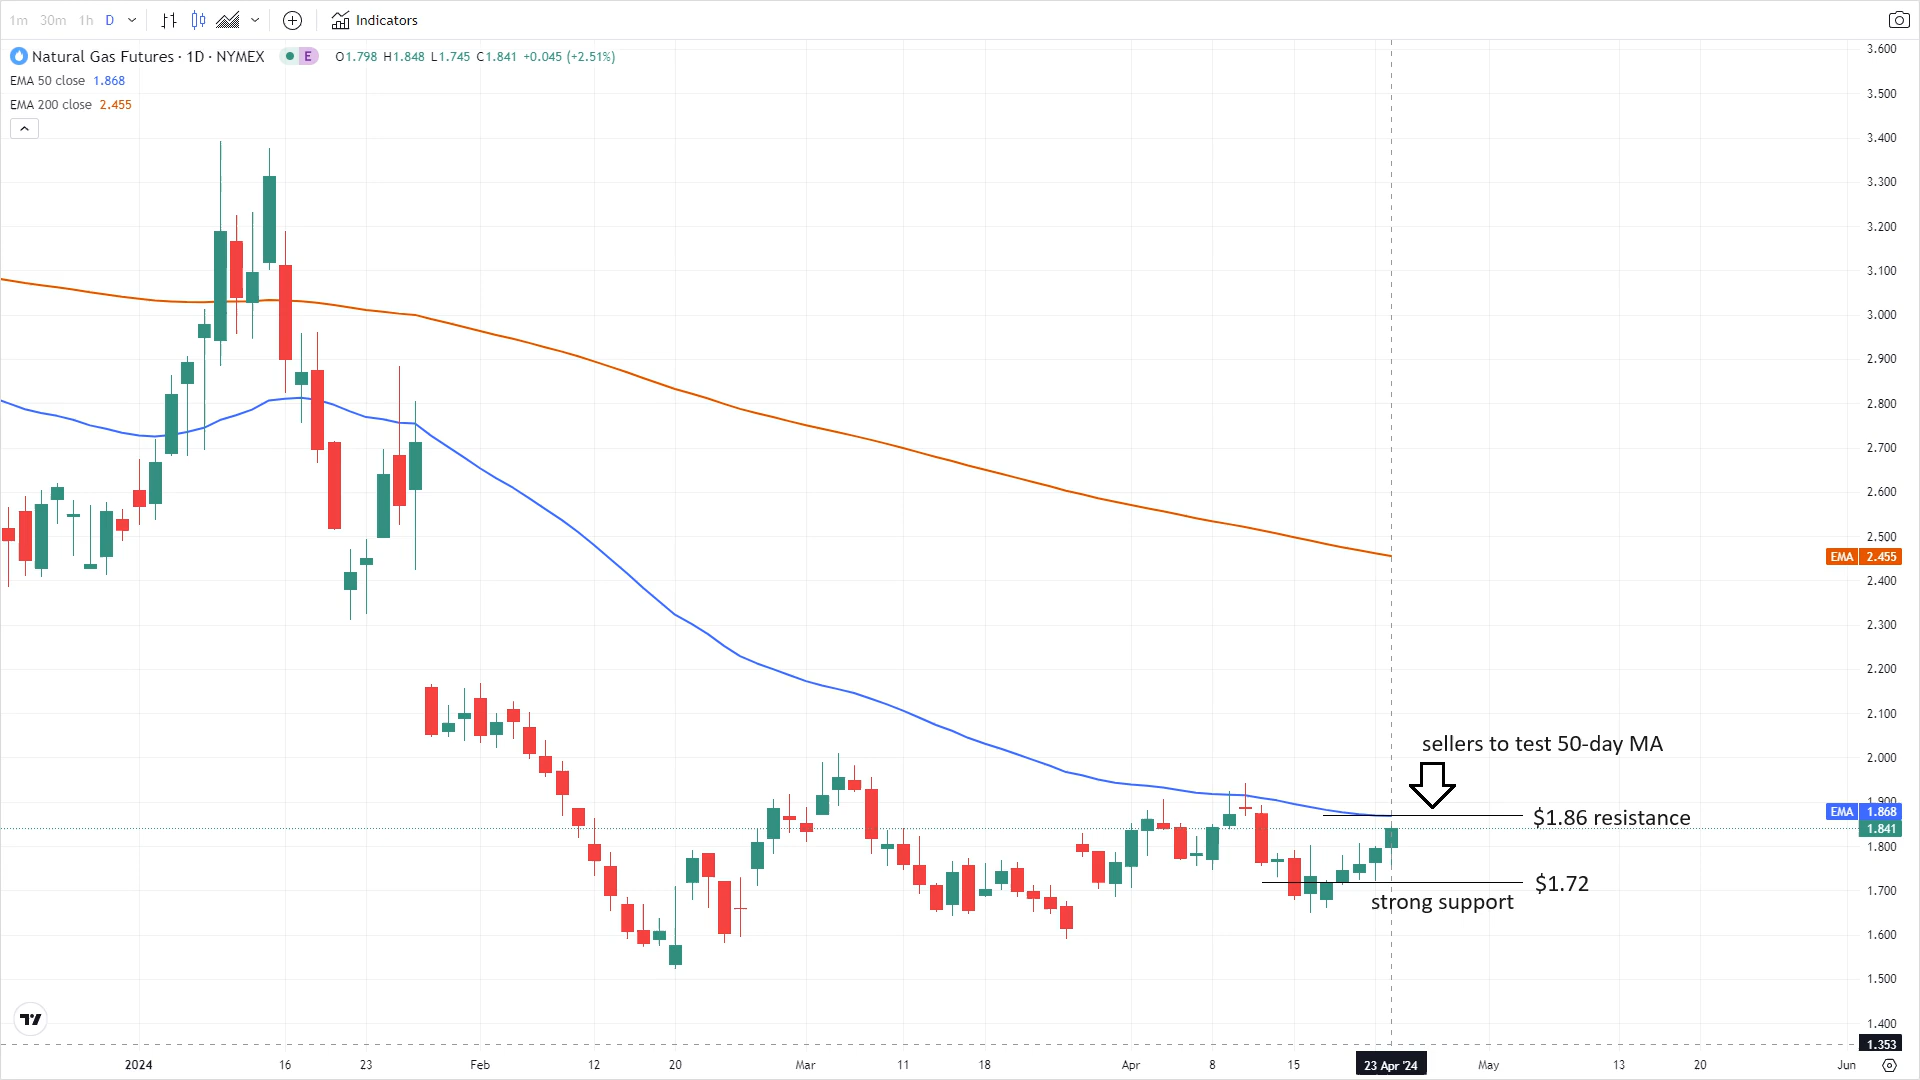 1m 30m 1h D Indicators
Natural Gas Futures · 1D · NYMEX E O1.798 H1.848 L1.745 C1.841 +0.045 (+2.51%)
EMA 50 close 1.868
EMA 200 close 2.455
3.600
3.500
3.400
3.300
3.200
3.100
3.000
2.900
2.800
2.700
2.600
2.500
EMA 2.455
2.400
2.300
2.200
2.100
sellers to test 50-day MA
2.000
1.900
EMA 1.868
$1.86 resistance
1.841
1.800
$1.72
1.700
strong support
1.600
1.500
1.400
1.353
2024 16 23 Feb 12 20 Mar 11 18 Apr 8 15 23 Apr '24 May 13 20 Jun